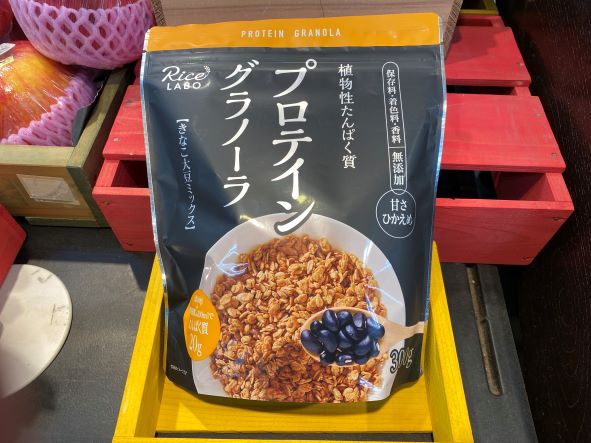 PROTEIN GRANOLA
Rice
LABO
プロテイン
グラノーラ
【きなこ大豆ミックス】
植物性たんぱく質
保存料・着色料・香料
無添加
甘さ
ひかえめ
たんぱく質
20g
300g